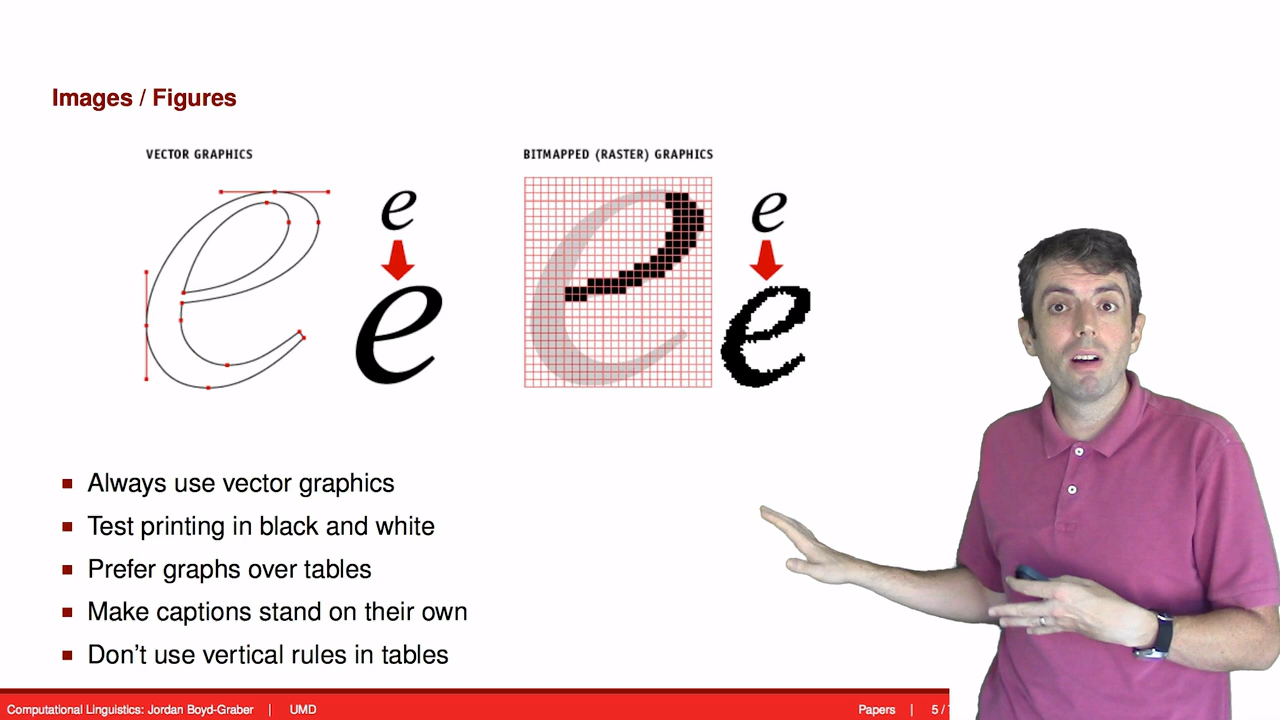 Images / Figures
VECTOR GRAPHICS
BITMAPPED (RASTER) GRAPHICS
e
e
e
e
e
e
Always use vector graphics
Test printing in black and white
Prefer graphs over tables
Make captions stand on their own
Don't use vertical rules in tables
Computational Linguistics: Jordan Boyd-Graber | UMD
Papers | 5 /